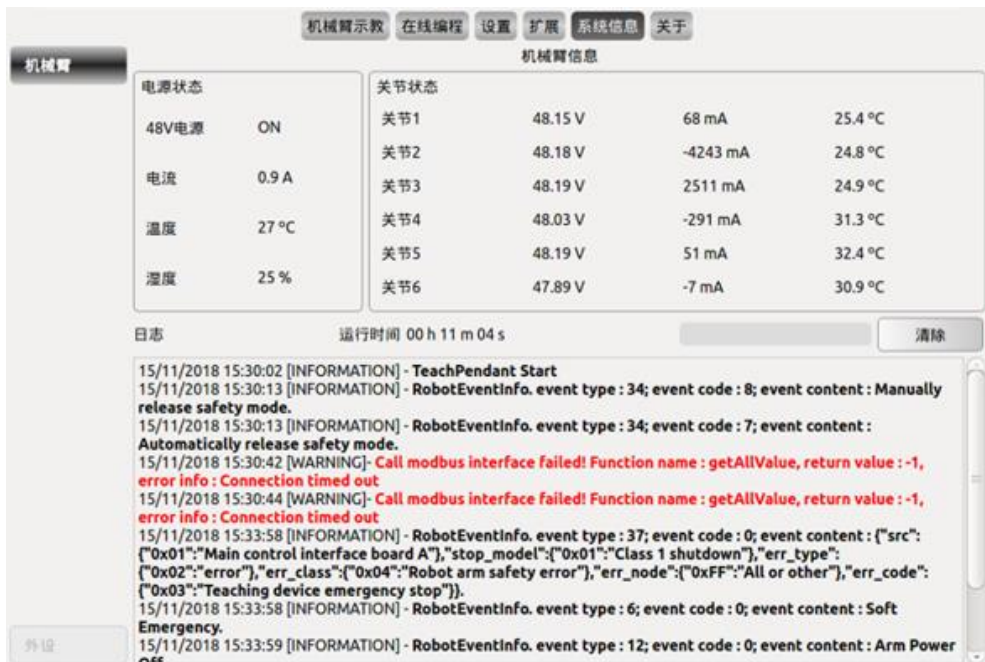 机械臂示教 在线编程 设置 扩展 系统信息 关于
机械臂
机械臂信息
电源状态
48V电源 ON
电流 0.9 A
温度 27 ºC
湿度 25 %
关节状态
关节1 48.15 V 68 mA 25.4 ºC
关节2 48.18 V -4243 mA 24.8 ºC
关节3 48.19 V 2511 mA 24.9 ºC
关节4 48.03 V -291 mA 31.3 ºC
关节5 48.19 V 51 mA 32.4 ºC
关节6 47.89 V -7 mA 30.9 ºC
日志 运行时间 00 h 11 m 04 s 清除
15/11/2018 15:30:02 [INFORMATION] - TeachPendant Start
15/11/2018 15:30:13 [INFORMATION] - RobotEventInfo. event type : 34; event code : 8; event content : Manually
release safety mode.
15/11/2018 15:30:13 [INFORMATION] - RobotEventInfo. event type : 34; event code : 7; event content :
Automatically release safety mode.
15/11/2018 15:30:42 [WARNING]- Call modbus interface failed! Function name : getAllValue, return value : -1,
error info : Connection timed out
15/11/2018 15:30:44 [WARNING]- Call modbus interface failed! Function name : getAllValue, return value : -1,
error info : Connection timed out
15/11/2018 15:33:58 [INFORMATION] - RobotEventInfo. event type : 37; event code : 0; event content : {"src":
{"0x01":"Main control interface board A"},"stop_model":{"0x01":"Class 1 shutdown"},"err_type":
{"0x02":"error"},"err_class":{"0x04":"Robot arm safety error"},"err_node":{"0xFF":"All or other"},"err_code":
{"0x03":"Teaching device emergency stop"}}.
15/11/2018 15:33:58 [INFORMATION] - RobotEventInfo. event type : 6; event code : 0; event content : Soft
Emergency.
15/11/2018 15:33:59 [INFORMATION] - RobotEventInfo. event type : 12; event code : 0; event content : Arm Power
外设